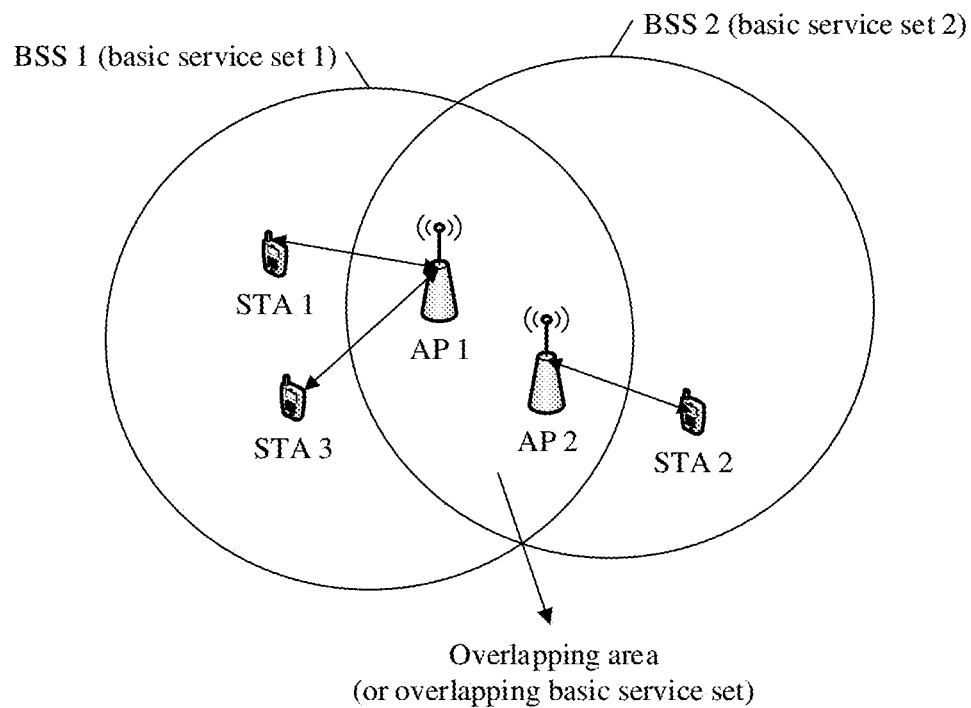 BSS 2 (basic service set 2)
BSS 1 (basic service set 1)
STA 1
AP 1
STA 3
AP 2
STA 2
Overlapping area
(or overlapping basic service set)